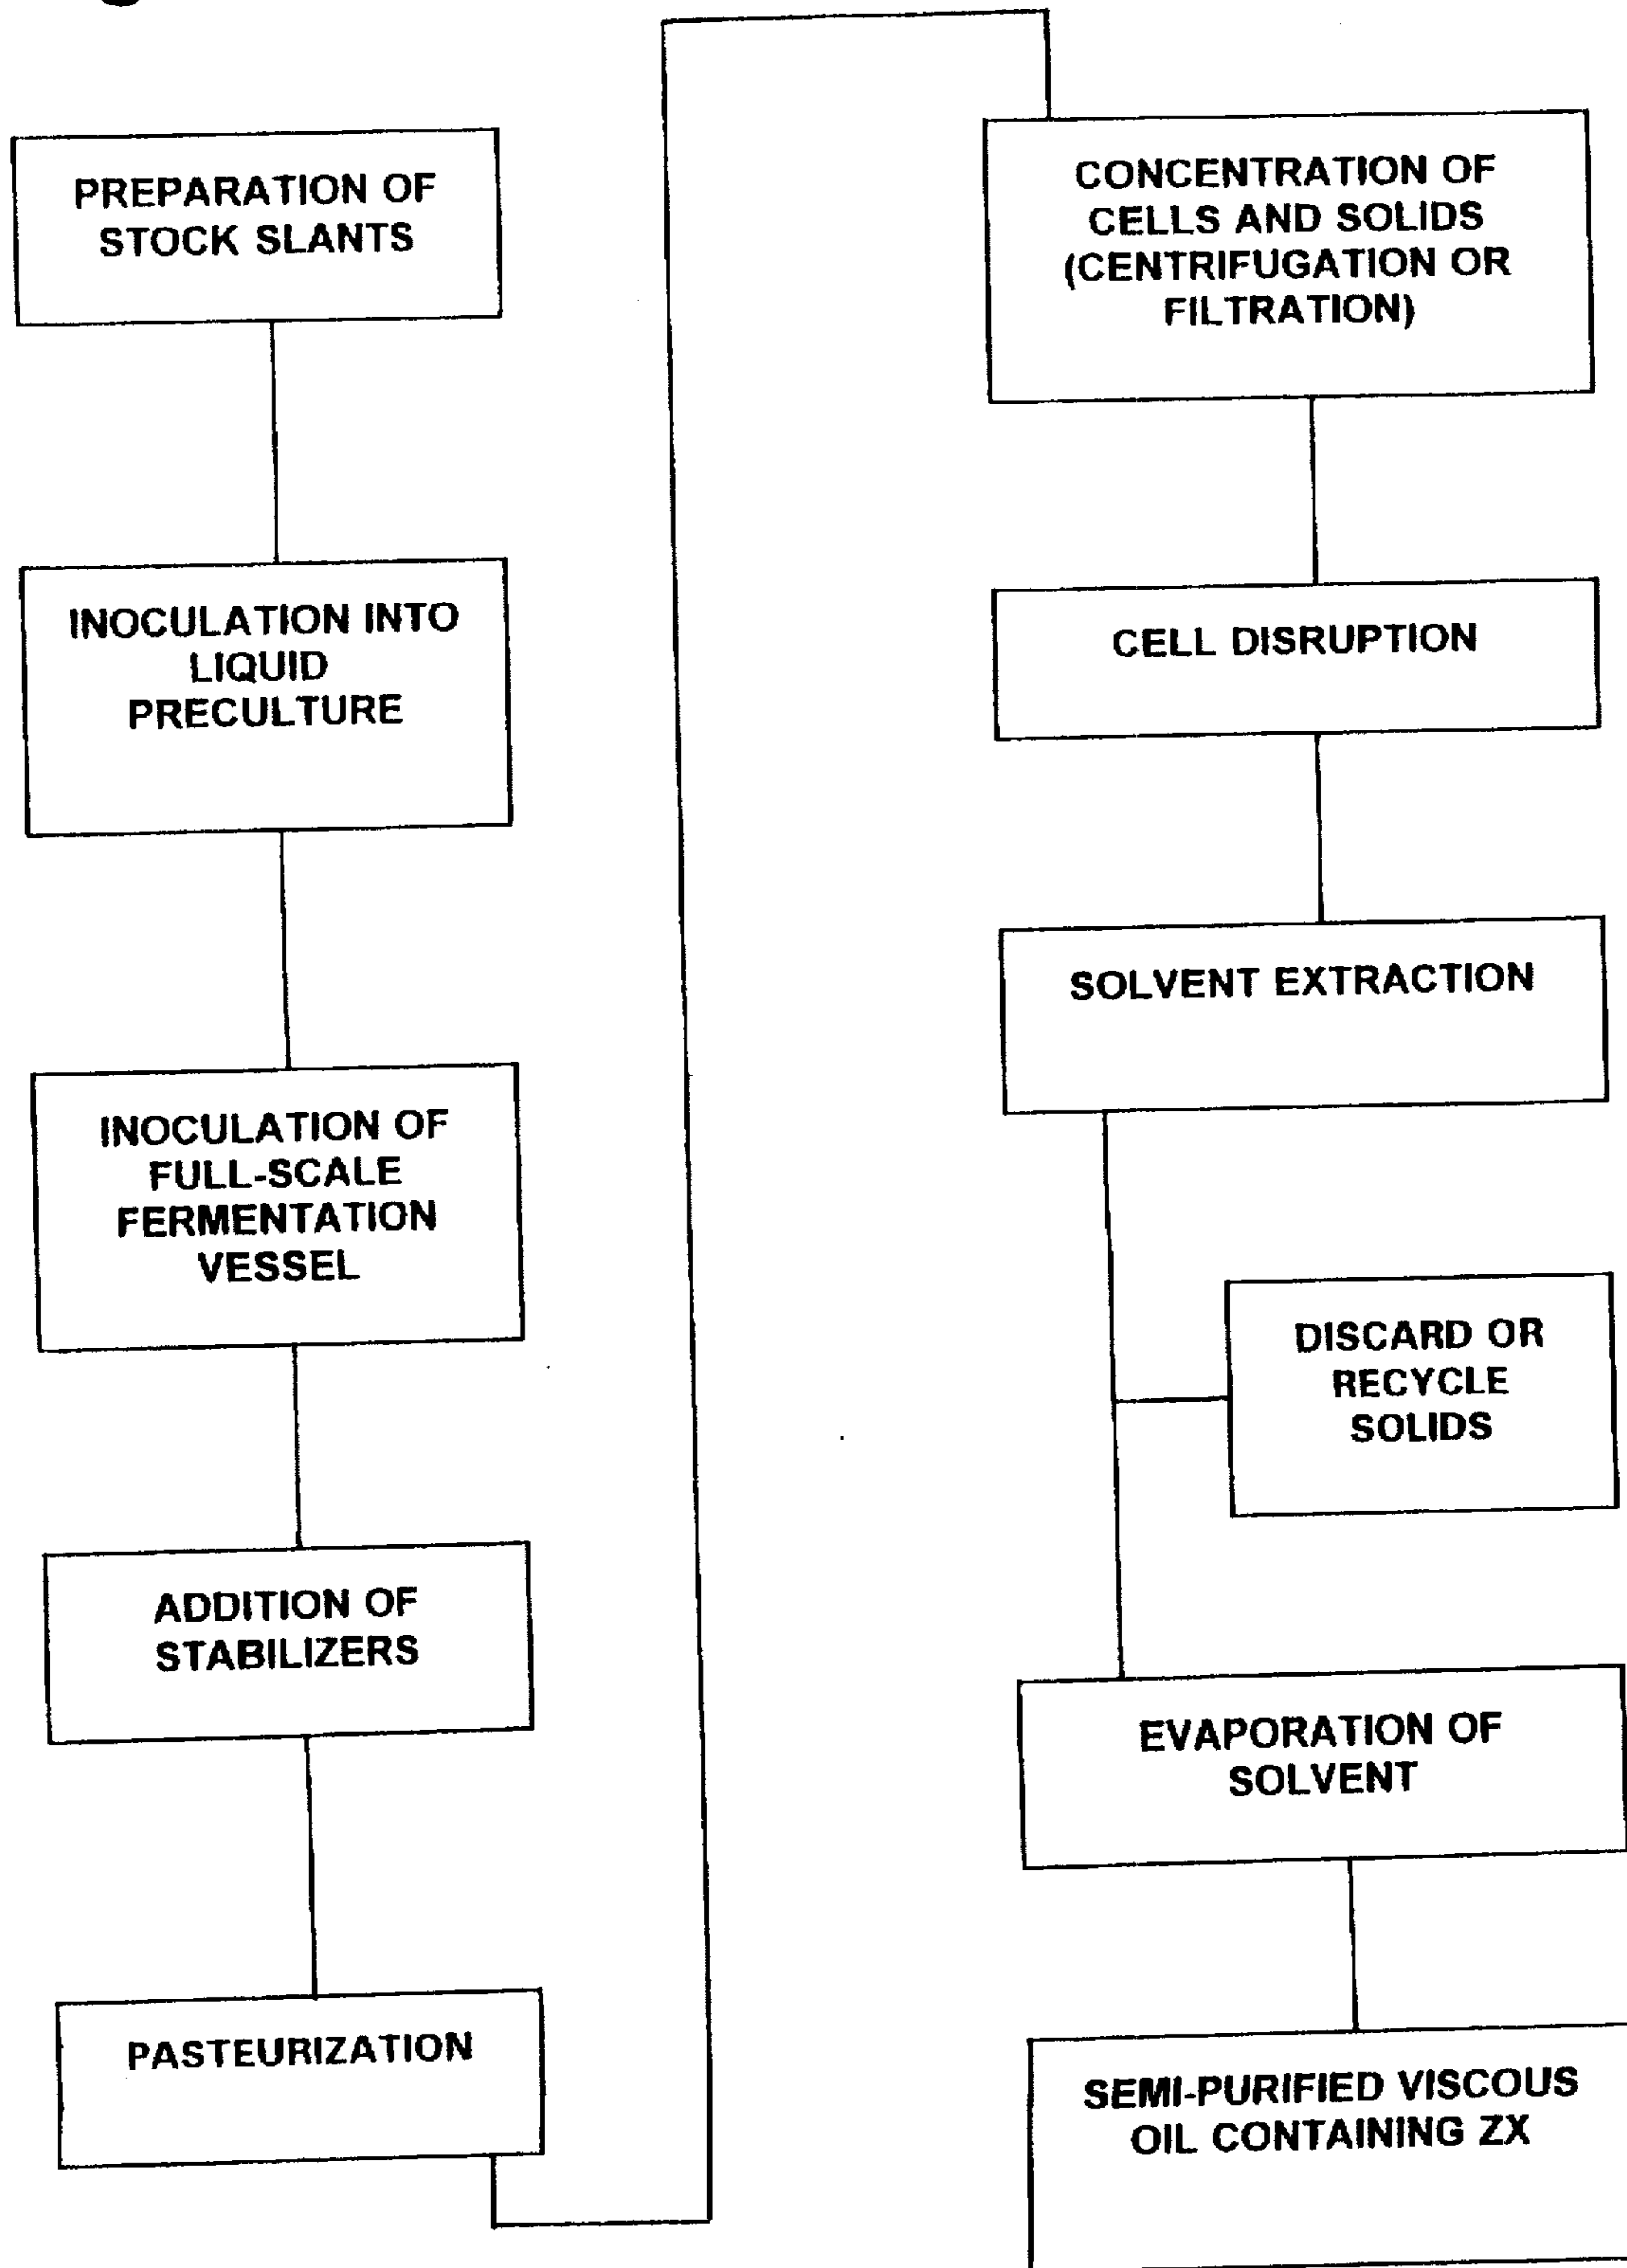 PREPARATION OF
STOCK SLANTS
INOCULATION INTO
LIQUID
PRECULTURE
INOCULATION OF
FULL-SCALE
FERMENTATION
VESSEL
ADDITION OF
STABILIZERS
PASTEURIZATION
CONCENTRATION OF
CELLS AND SOLIDS
(CENTRIFUGATION OR
FILTRATION)
CELL DISRUPTION
SOLVENT EXTRACTION
DISCARD OR
RECYCLE
SOLIDS
EVAPORATION OF
SOLVENT
SEMI-PURIFIED VISCOUS
OIL CONTAINING ZX